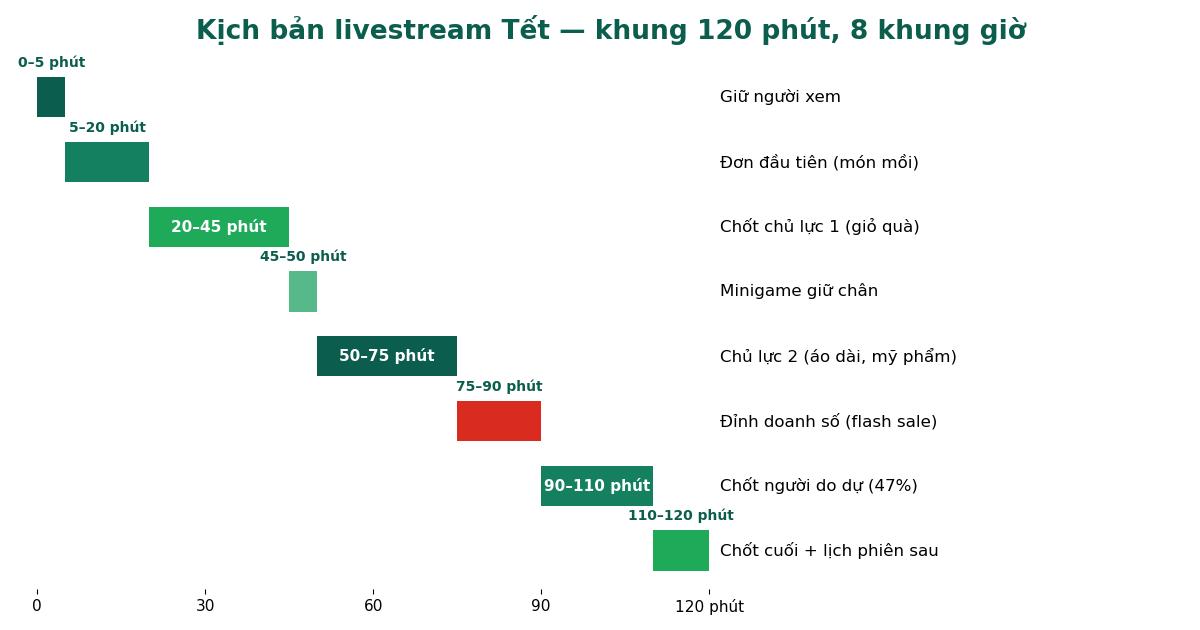 Kịch bản livestream Tết — khung 120 phút, 8 khung giờ
0–5 phút
Giữ người xem
5–20 phút
Đơn đầu tiên (món mồi)
20–45 phút
Chốt chủ lực 1 (giỏ quà)
45–50 phút
Minigame giữ chân
50–75 phút
Chủ lực 2 (áo dài, mỹ phẩm)
75–90 phút
Đỉnh doanh số (flash sale)
90–110 phút
Chốt người do dự (47%)
110–120 phút
Chốt cuối + lịch phiên sau
0
30
60
90
120 phút